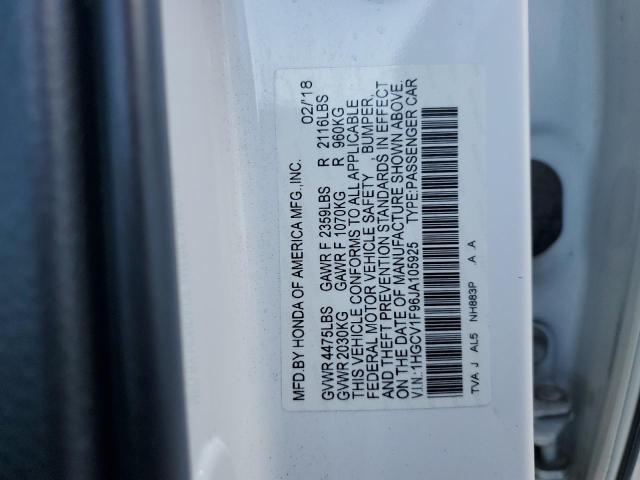 MFD.BY HONDA OF AMERICA MFG.,INC. 02/'18
GVWR 4475LBS GAWR F 2359LBS R 2116LBS
GVWR 2030KG GAWR F 1070KG R 960KG
THIS VEHICLE CONFORMS TO ALL APPLICABLE
FEDERAL MOTOR VEHICLE SAFETY , BUMPER,
AND THEFT PREVENTION STANDARDS IN EFFECT
ON THE DATE OF MANUFACTURE SHOWN ABOVE.
V.I.N.:1HGCV1F96JA105925 TYPE:PASSENGER CAR
TVA J AL5 NH883P A A